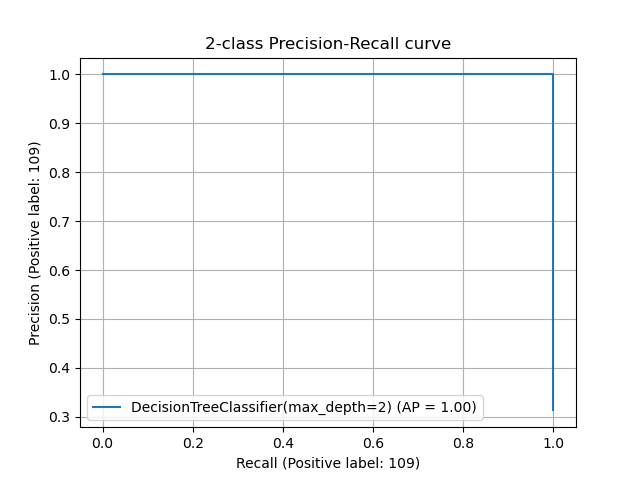 2-class Precision-Recall curve
Precision (Positive label: 109)
1.0
0.9
0.8
0.7
0.6
0.5
0.4
0.3
DecisionTreeClassifier(max_depth=2) (AP = 1.00)
0.0 0.2 0.4 0.6 0.8 1.0
Recall (Positive label: 109)